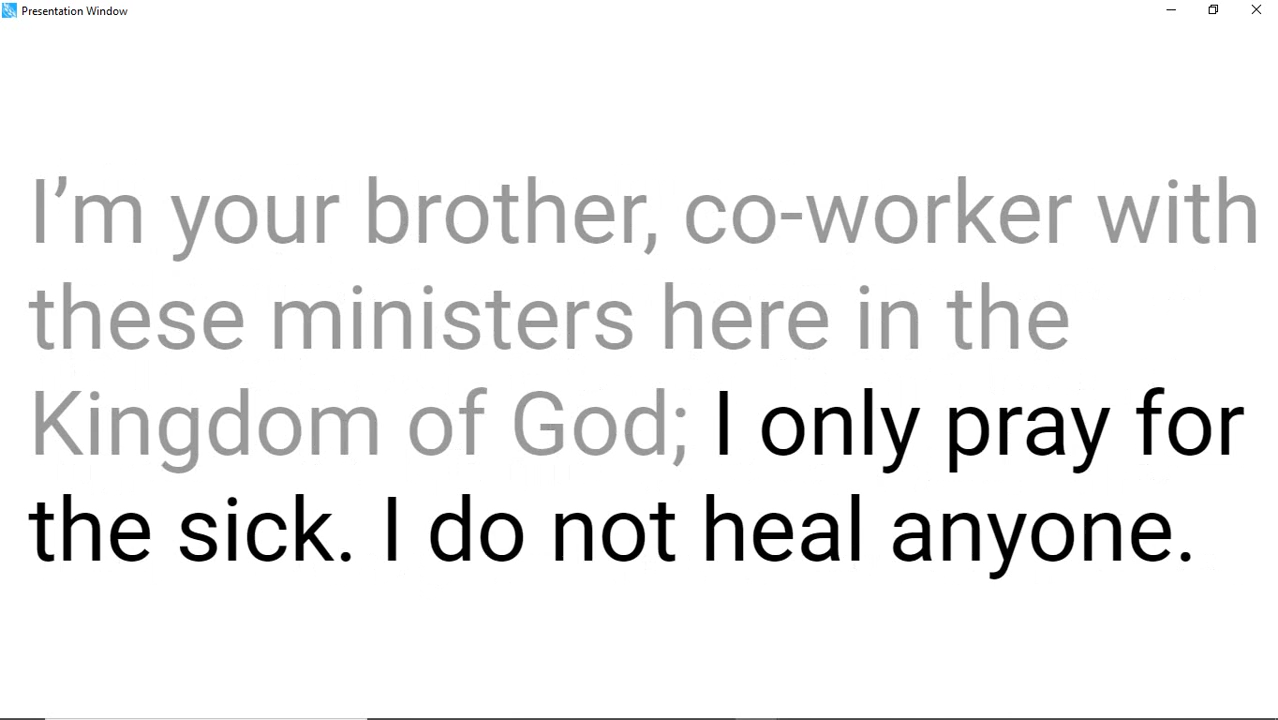 Presentation Window
I’m your brother, co-worker with
these ministers here in the
Kingdom of God; I only pray for
the sick. I do not heal anyone.